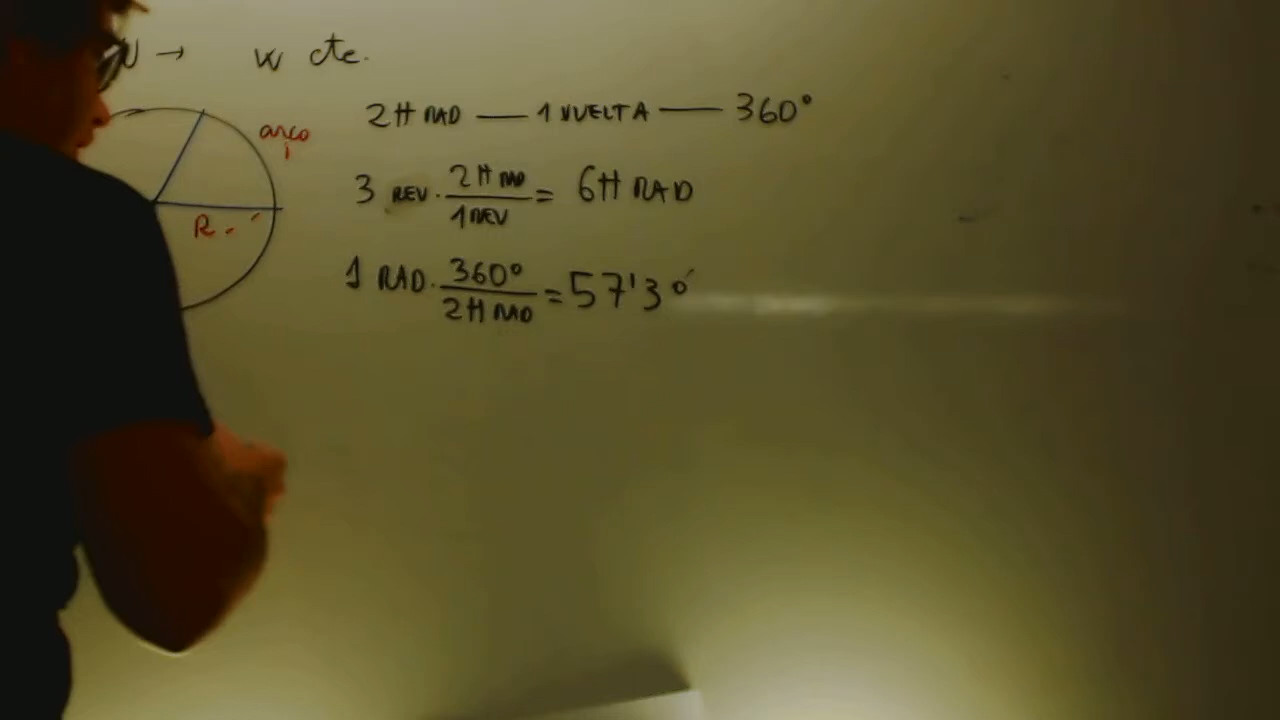 U → w cte.
arco
R.
2π RAD — 1 VUELTA — 360°
3 REV. 2π RAD / 1 REV = 6π RAD
1 RAD. 360° / 2π RAD = 57'3°